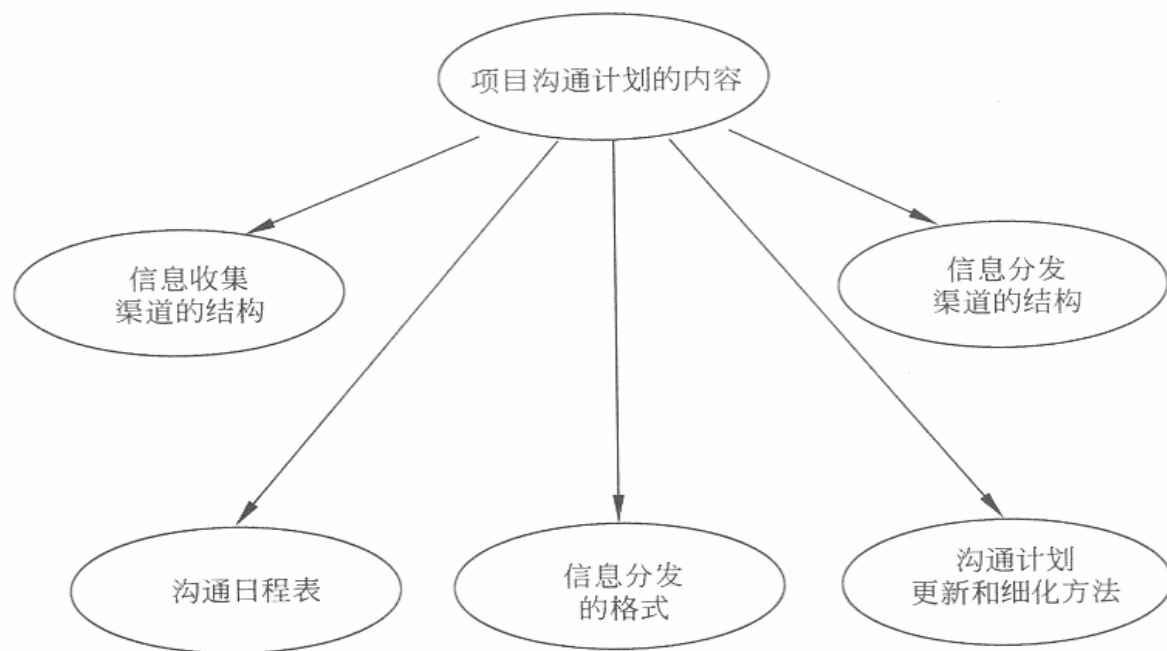 项目沟通计划的内容
信息收集
渠道的结构
信息分发
渠道的结构
沟通日程表
信息分发
的格式
沟通计划
更新和细化方法